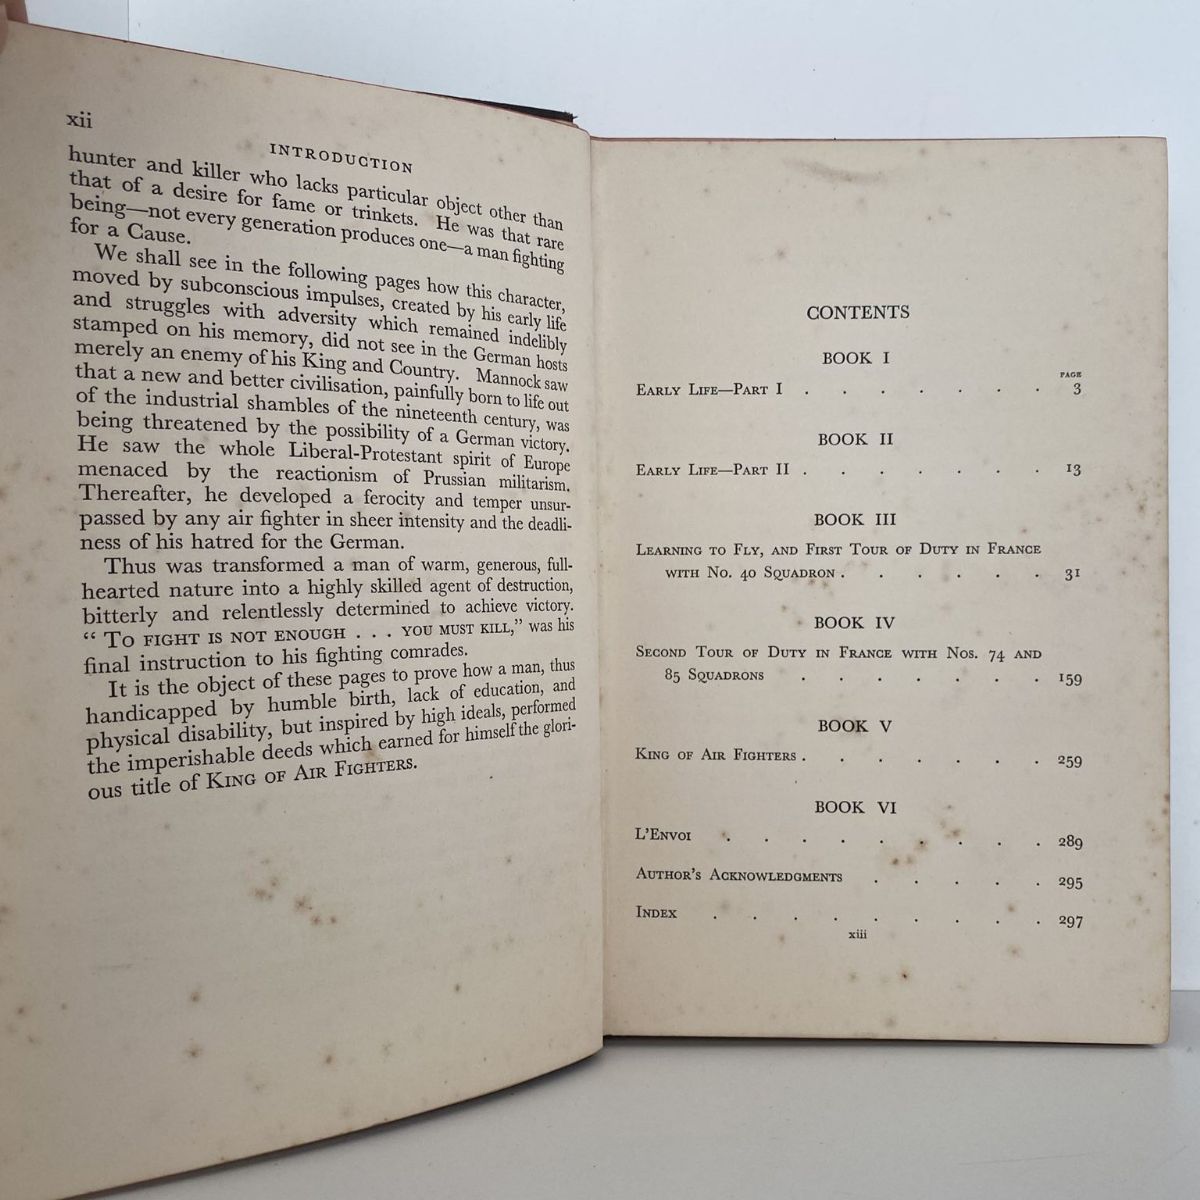 xii
INTRODUCTION
hunter and killer who lacks particular object other than
that of a desire for fame or trinkets. He was that rare
being—not every generation produces one—a man fighting
for a Cause.
We shall see in the following pages how this character,
moved by subconscious impulses, created by his early life
and struggles with adversity which remained indelibly
stamped on his memory, did not see in the German hosts
merely an enemy of his King and Country. Mannock saw
that a new and better civilisation, painfully born to life out
of the industrial shambles of the nineteenth century, was
being threatened by the possibility of a German victory.
He saw the whole Liberal-Protestant spirit of Europe
menaced by the reactionism of Prussian militarism.
Thereafter, he developed a ferocity and temper unsur-
passed by any air fighter in sheer intensity and the deadli-
ness of his hatred for the German.
Thus was transformed a man of warm, generous, full-
hearted nature into a highly skilled agent of destruction,
bitterly and relentlessly determined to achieve victory.
“ TO FIGHT IS NOT ENOUGH . . . YOU MUST KILL,” was his
final instruction to his fighting comrades.
It is the object of these pages to prove how a man, thus
handicapped by humble birth, lack of education, and
physical disability, but inspired by high ideals, performed
the imperishable deeds which earned for himself the glori-
ous title of KING OF AIR FIGHTERS.
CONTENTS
BOOK I
PAGE
EARLY LIFE—PART I . . . . . . . 3
BOOK II
EARLY LIFE—PART II . . . . . . . 13
BOOK III
LEARNING TO FLY, AND FIRST TOUR OF DUTY IN FRANCE
WITH NO. 40 SQUADRON . . . . . . 31
BOOK IV
SECOND TOUR OF DUTY IN FRANCE WITH NOS. 74 AND
85 SQUADRONS . . . . . . . 159
BOOK V
KING OF AIR FIGHTERS . . . . . . . 259
BOOK VI
L'ENVOI . . . . . . . . . 289
AUTHOR'S ACKNOWLEDGMENTS . . . . . 295
INDEX . . . . . . . . . 297
xiii